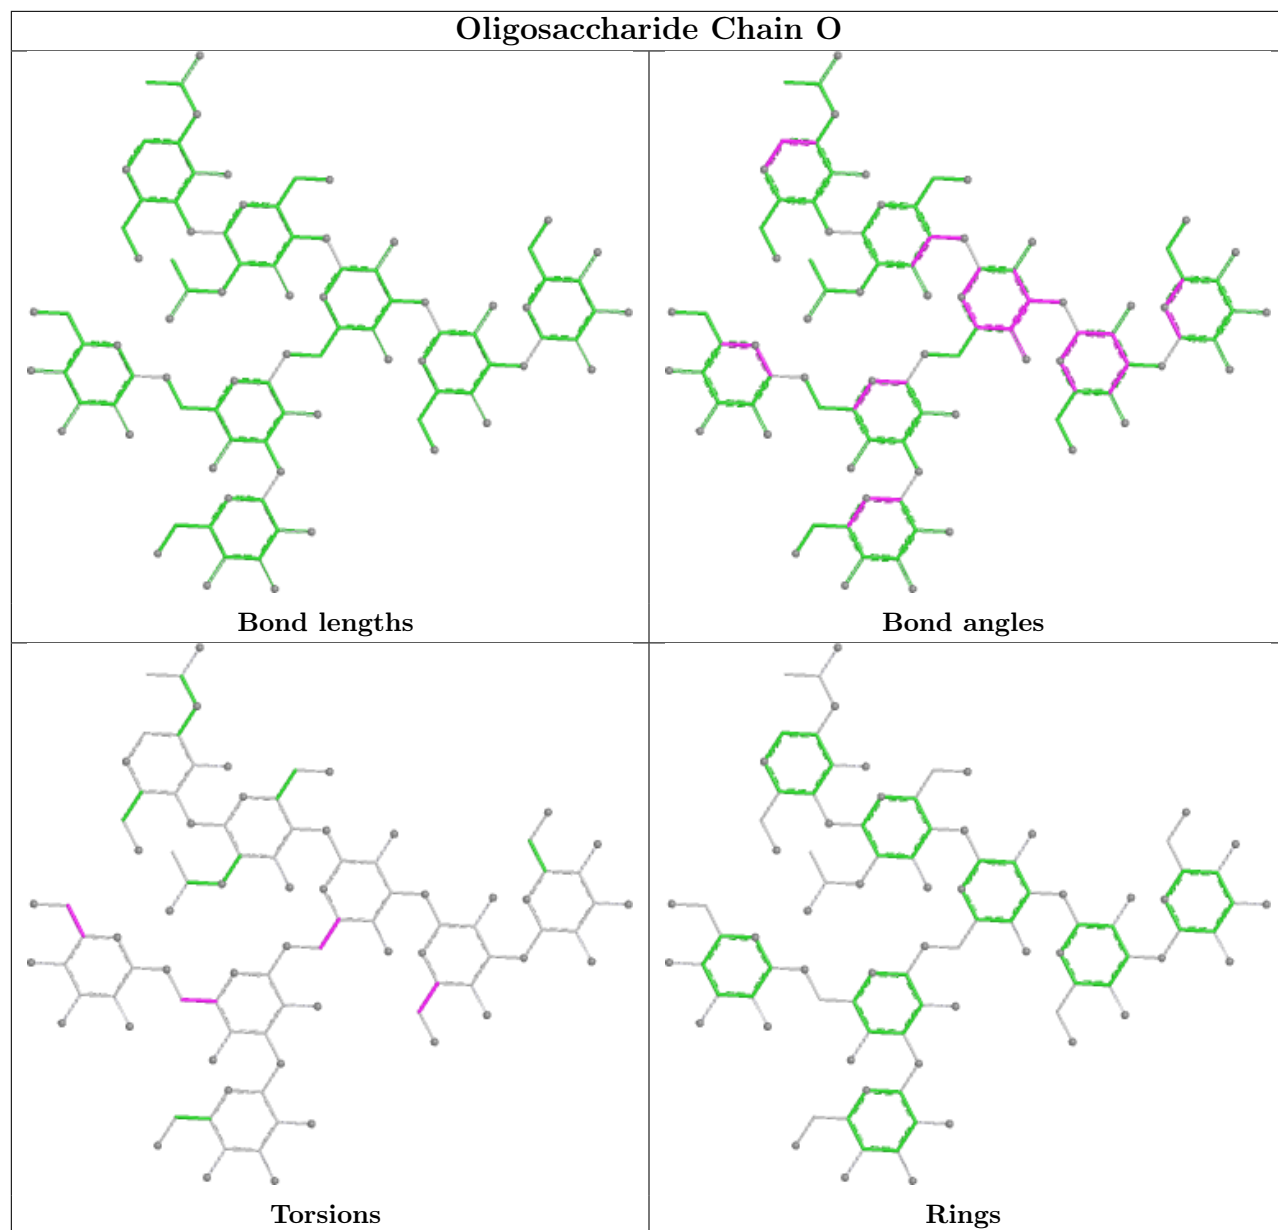 Oligosaccharide Chain O
Bond lengths
Bond angles
Torsions
Rings